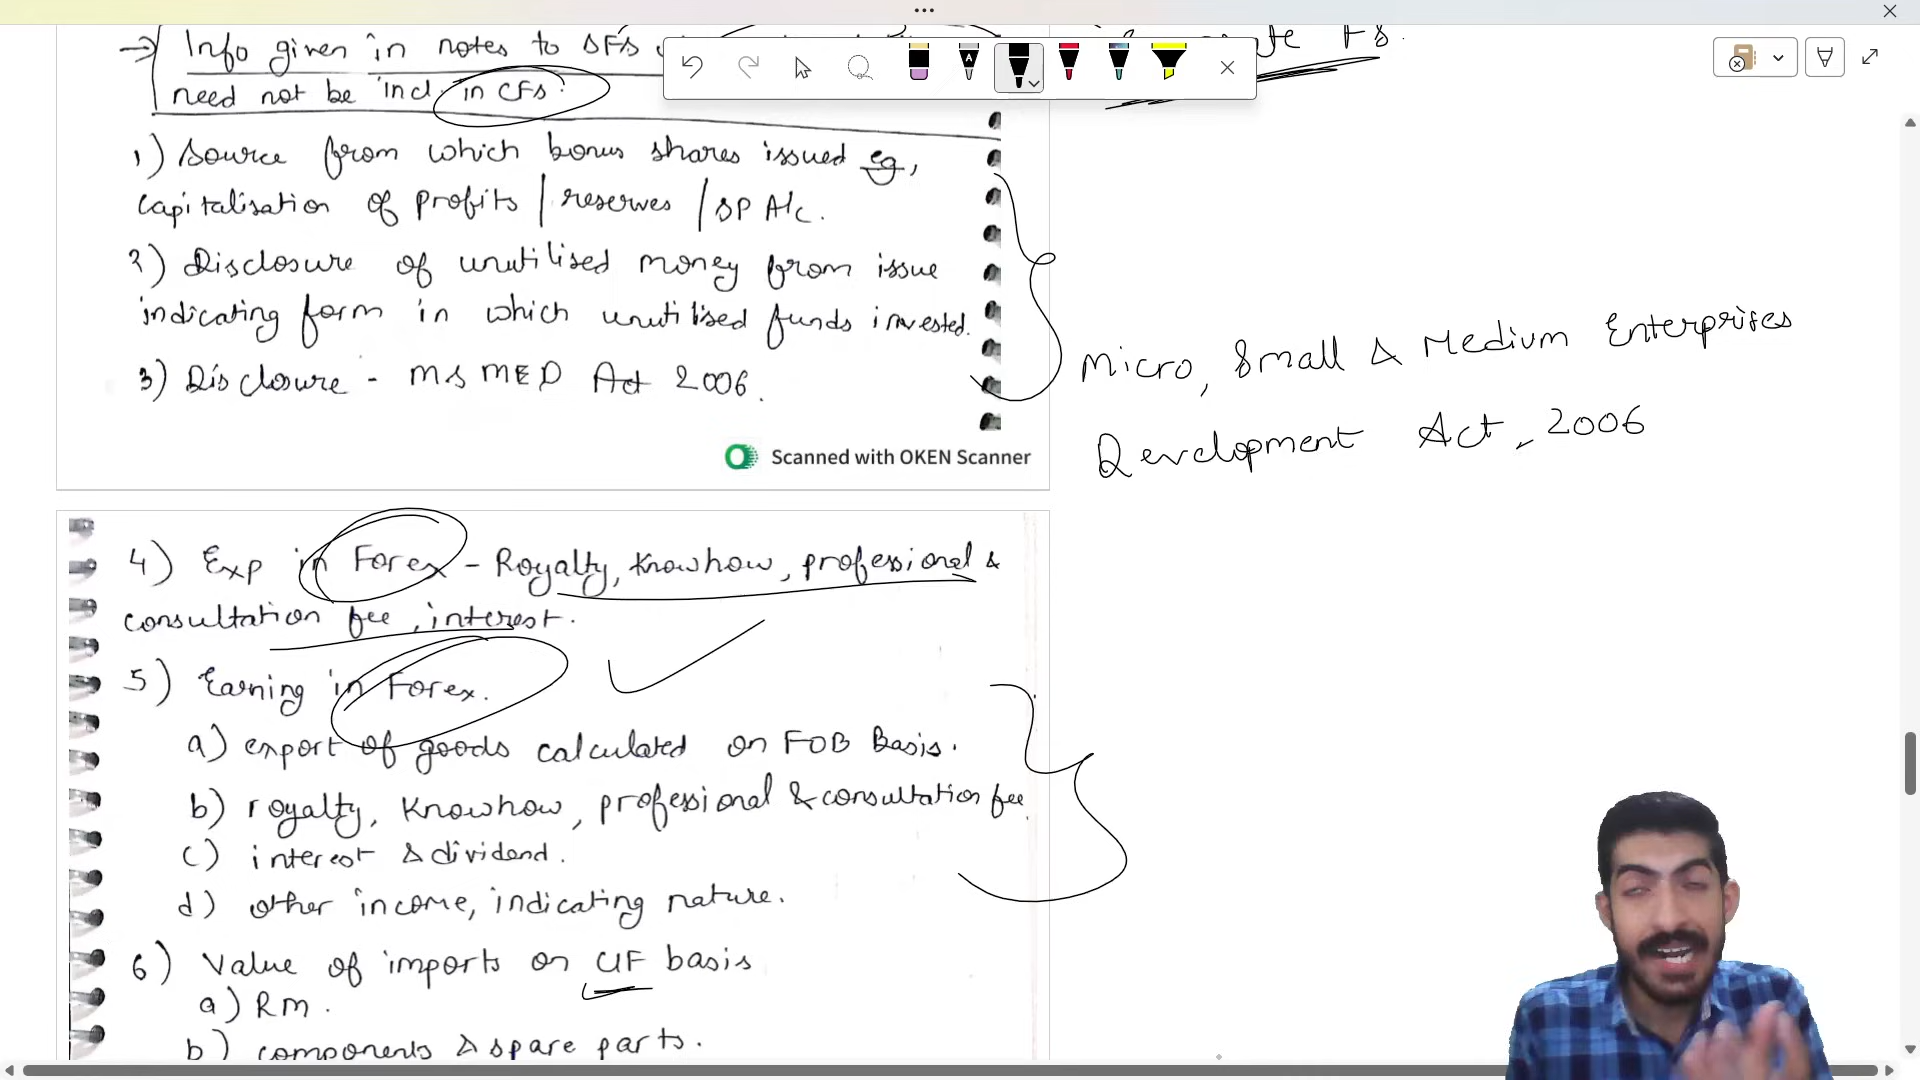 → Info given in notes to SFS
te FS.
need not be incl. in CFS.
1) Source from which bonus shares issued eg,
capitalisation of profits / reserves / SP A/c.
2) Disclosure of unutilised money from issue
indicating form in which unutilised funds invested.
3) Disclosure - MSMED Act 2006.
Micro, Small & Medium Enterprises
Development Act, 2006
Scanned with OKEN Scanner
4) Exp in Forex - Royalty, Knowhow, professional &
consultation fee, interest.
5) Earning in Forex.
a) export of goods calculated on FOB Basis.
b) royalty, Knowhow, professional & consultation fee.
c) interest & dividend.
d) other income, indicating nature.
6) Value of imports on CIF basis
a) RM.
b) components & spare parts.